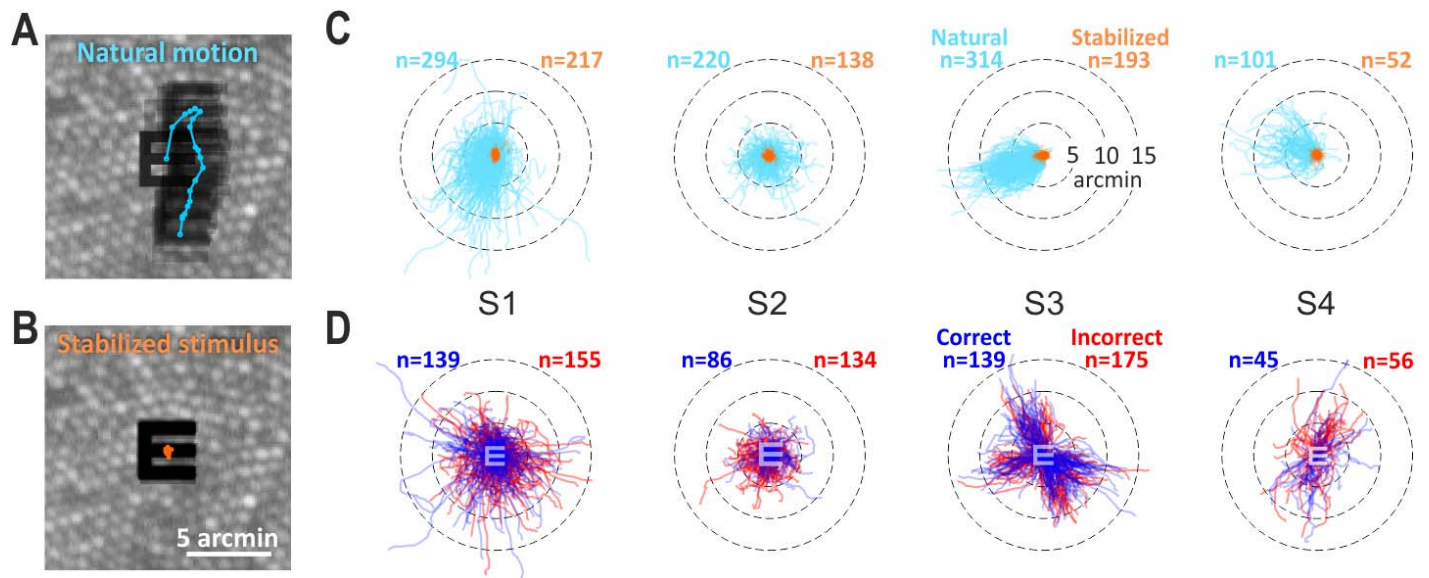 A
Natural motion
B
Stabilized stimulus
5 arcmin
C
n=294 n=217
n=220 n=138
Natural Stabilized
n=314 n=193
5 10 15
arcmin
n=101 n=52
S1 S2 S3 S4
D
n=139 n=155
n=86 n=134
Correct Incorrect
n=139 n=175
n=45 n=56
E
E
E
E
E
E